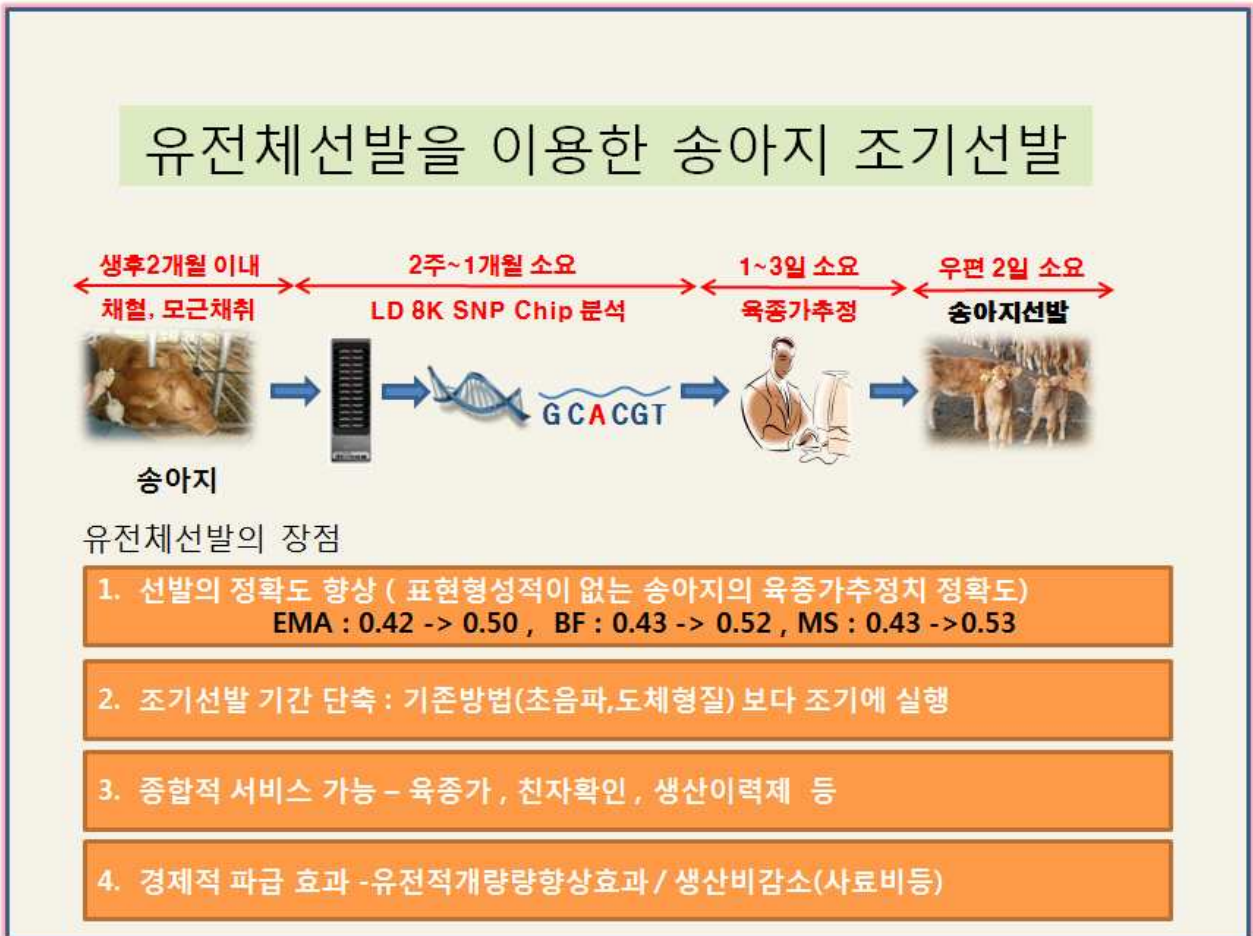 유전체선발을 이용한 송아지 조기선발
생후2개월 이내
2주~1개월 소요
1~3일 소요
우편 2일 소요
채혈, 모근채취
LD 8K SNP Chip 분석
육종가추정
송아지선발
GCACGT
송아지
유전체선발의 장점
1. 선발의 정확도 향상 ( 표현형성적이 없는 송아지의 육종가추정치 정확도)
EMA : 0.42 -> 0.50 , BF : 0.43 -> 0.52 , MS : 0.43 ->0.53
2. 조기선발 기간 단축 : 기존방법(초음파,도체형질) 보다 조기에 실행
3. 종합적 서비스 가능 – 육종가 , 친자확인 , 생산이력제 등
4. 경제적 파급 효과 -유전적개량량향상효과 / 생산비감소(사료비등)